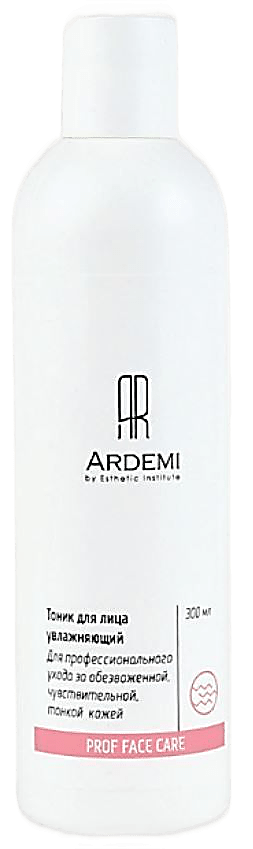 AR
ARDEMI
by Esthetic Institute
Тоник для лица
увлажняющий
300 мл
Для профессионального
ухода за обезвоженной,
чувствительной,
тонкой кожей
PROF FACE CARE